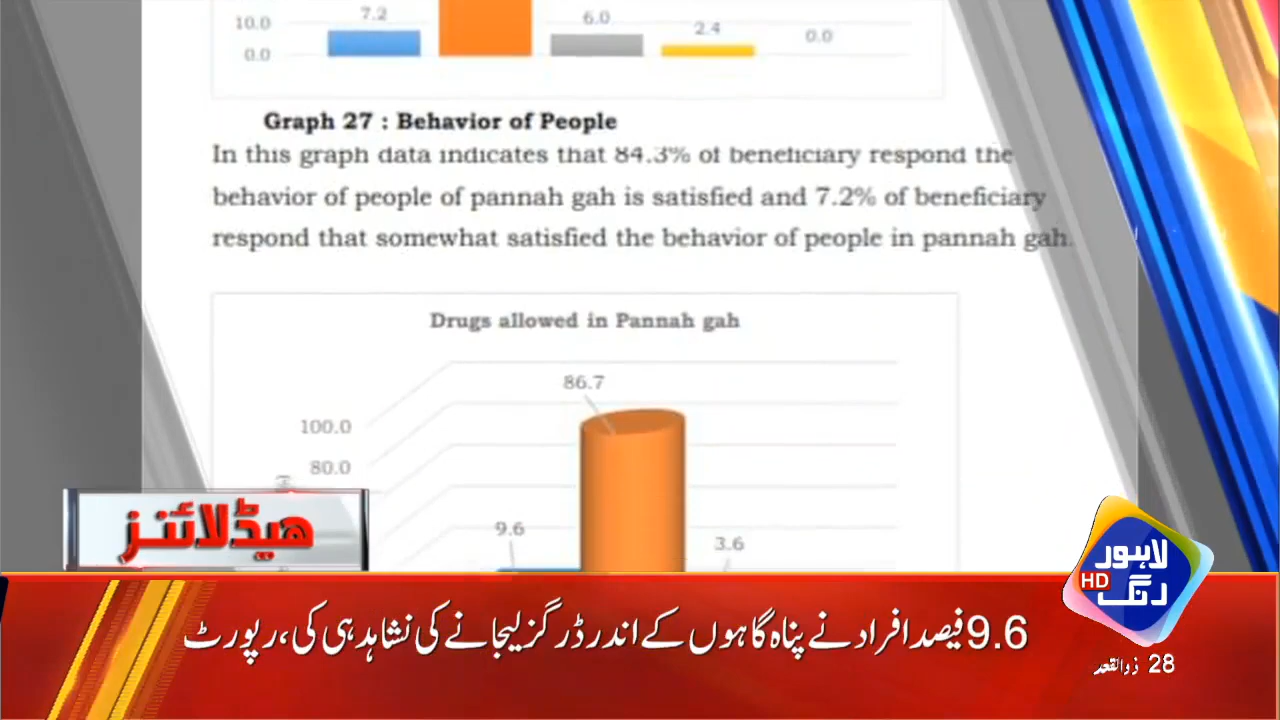 10.0
7.2
6.0
2.4
0.0
0.0
Graph 27 : Behavior of People
In this graph data indicates that 84.3% of beneficiary respond the
behavior of people of pannah gah is satisfied and 7.2% of beneficiary
respond that somewhat satisfied the behavior of people in pannah gah.
Drugs allowed in Pannah gah
86.7
100.0
80.0
9.6
3.6
ہیڈلائنز
لاہور
HD
رنگ
9.6 فیصد افراد نے پناہ گاہوں کے اندر ڈرگز لیجانے کی نشاہدہی کی، رپورٹ
28 ذوالقعد